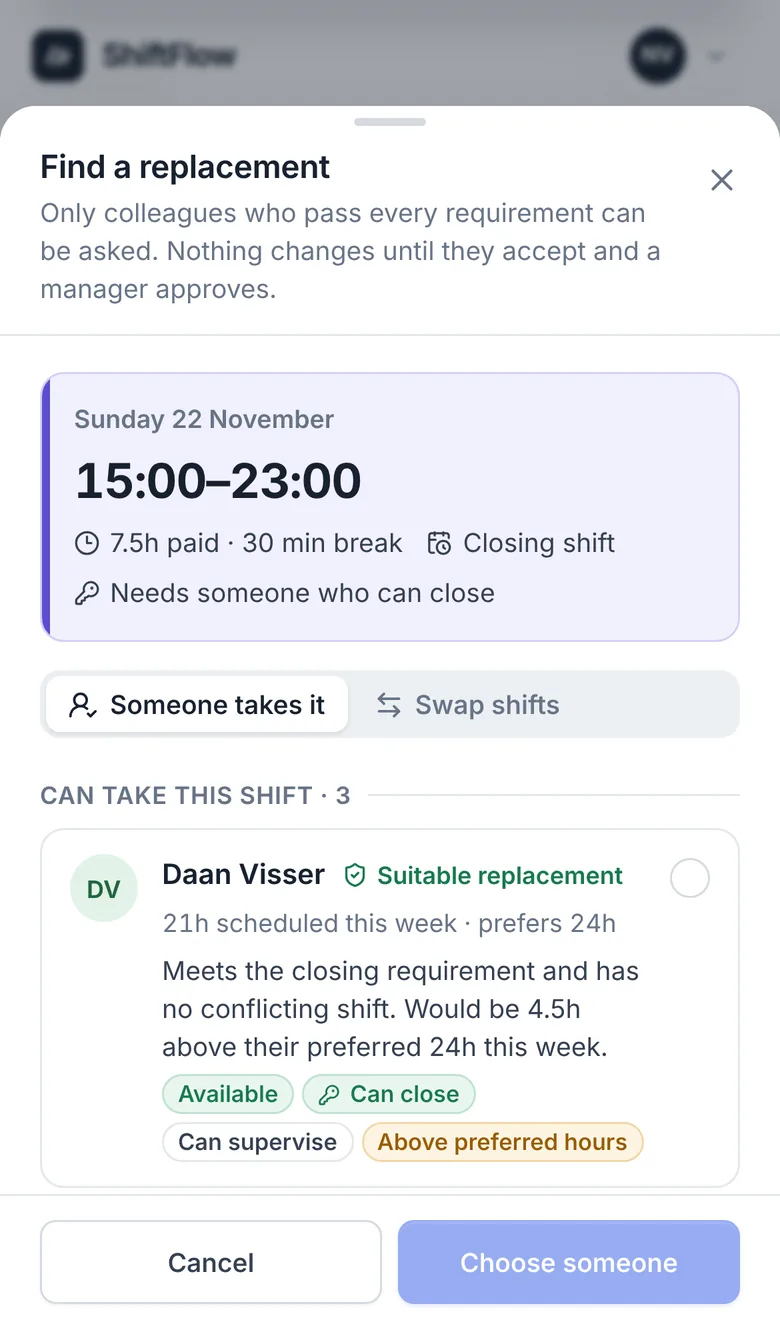 ShiftFlow
NV
Find a replacement
Only colleagues who pass every requirement can
be asked. Nothing changes until they accept and a
manager approves.
Sunday 22 November
15:00–23:00
7.5h paid · 30 min break Closing shift
Needs someone who can close
Someone takes it Swap shifts
CAN TAKE THIS SHIFT · 3
DV Daan Visser Suitable replacement
21h scheduled this week · prefers 24h
Meets the closing requirement and has
no conflicting shift. Would be 4.5h
above their preferred 24h this week.
Available Can close
Can supervise Above preferred hours
Cancel Choose someone